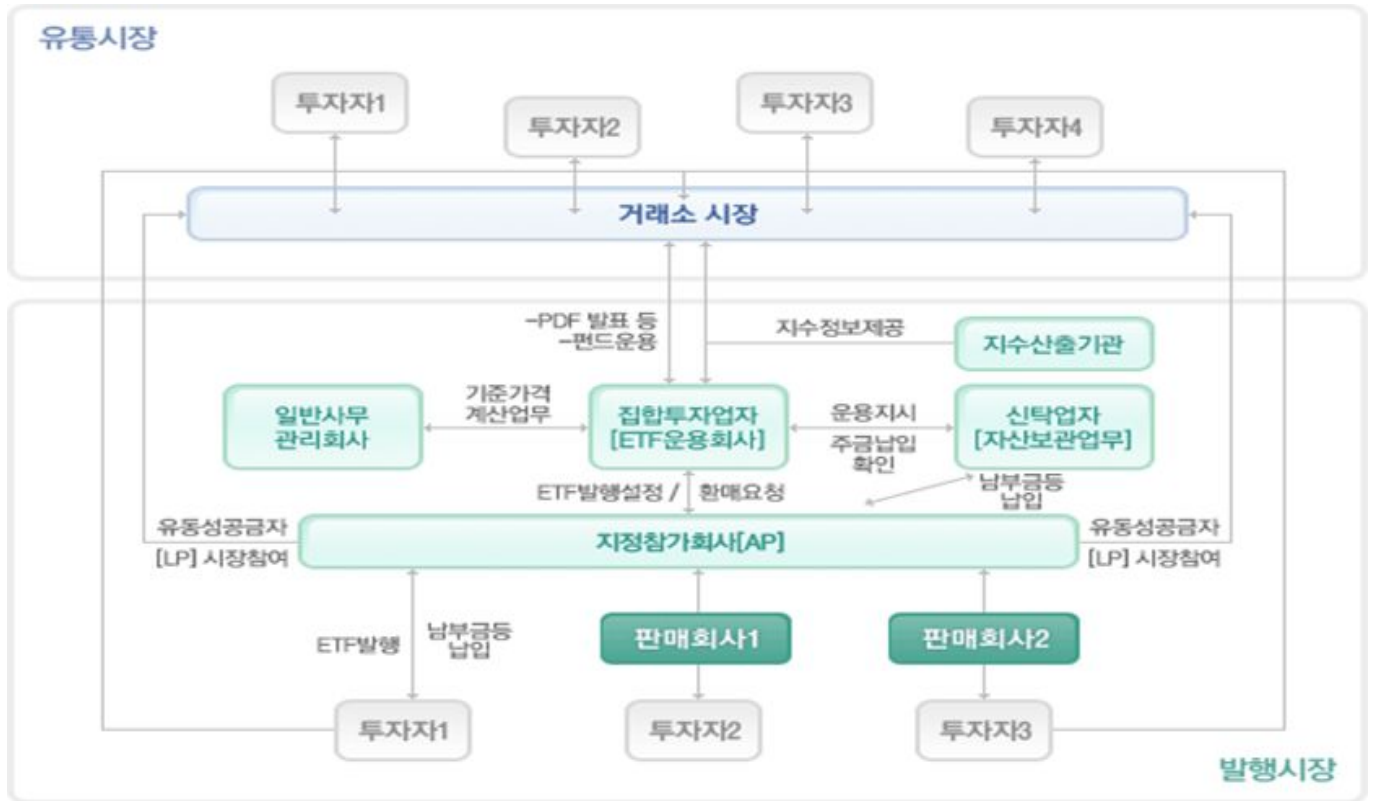 유통시장
투자자1
투자자2
투자자3
투자자4
거래소 시장
-PDF 발표 등
-펀드운용
지수정보제공
지수산출기관
일반사무
관리회사
기준가격
계산업무
집합투자업자
[ETF운용회사]
운용지시
주금납입
확인
신탁업자
[자산보관업무]
ETF발행설정 / 환매요청
남부금등
납입
유동성공급자
[LP] 시장참여
지정참가회사[AP]
유동성공급자
[LP] 시장참여
ETF발행
남부금등
납입
판매회사1
판매회사2
투자자1
투자자2
투자자3
발행시장